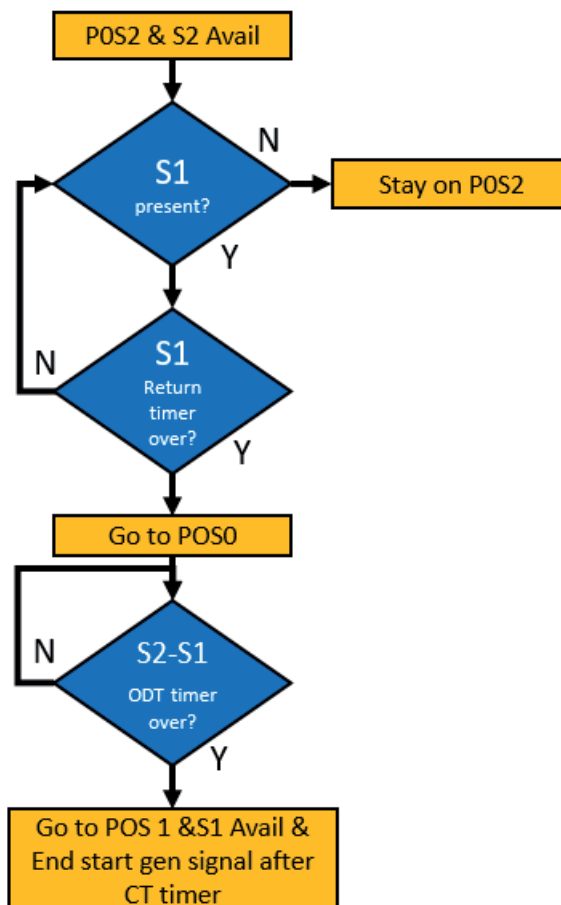 P0S2 & S2 Avail
N
S1
present?
Stay on P0S2
Y
N
S1
Return
timer
over?
Y
Go to POS0
N
S2-S1
ODT timer
over?
Y
Go to POS 1 &S1 Avail &
End start gen signal after
CT timer